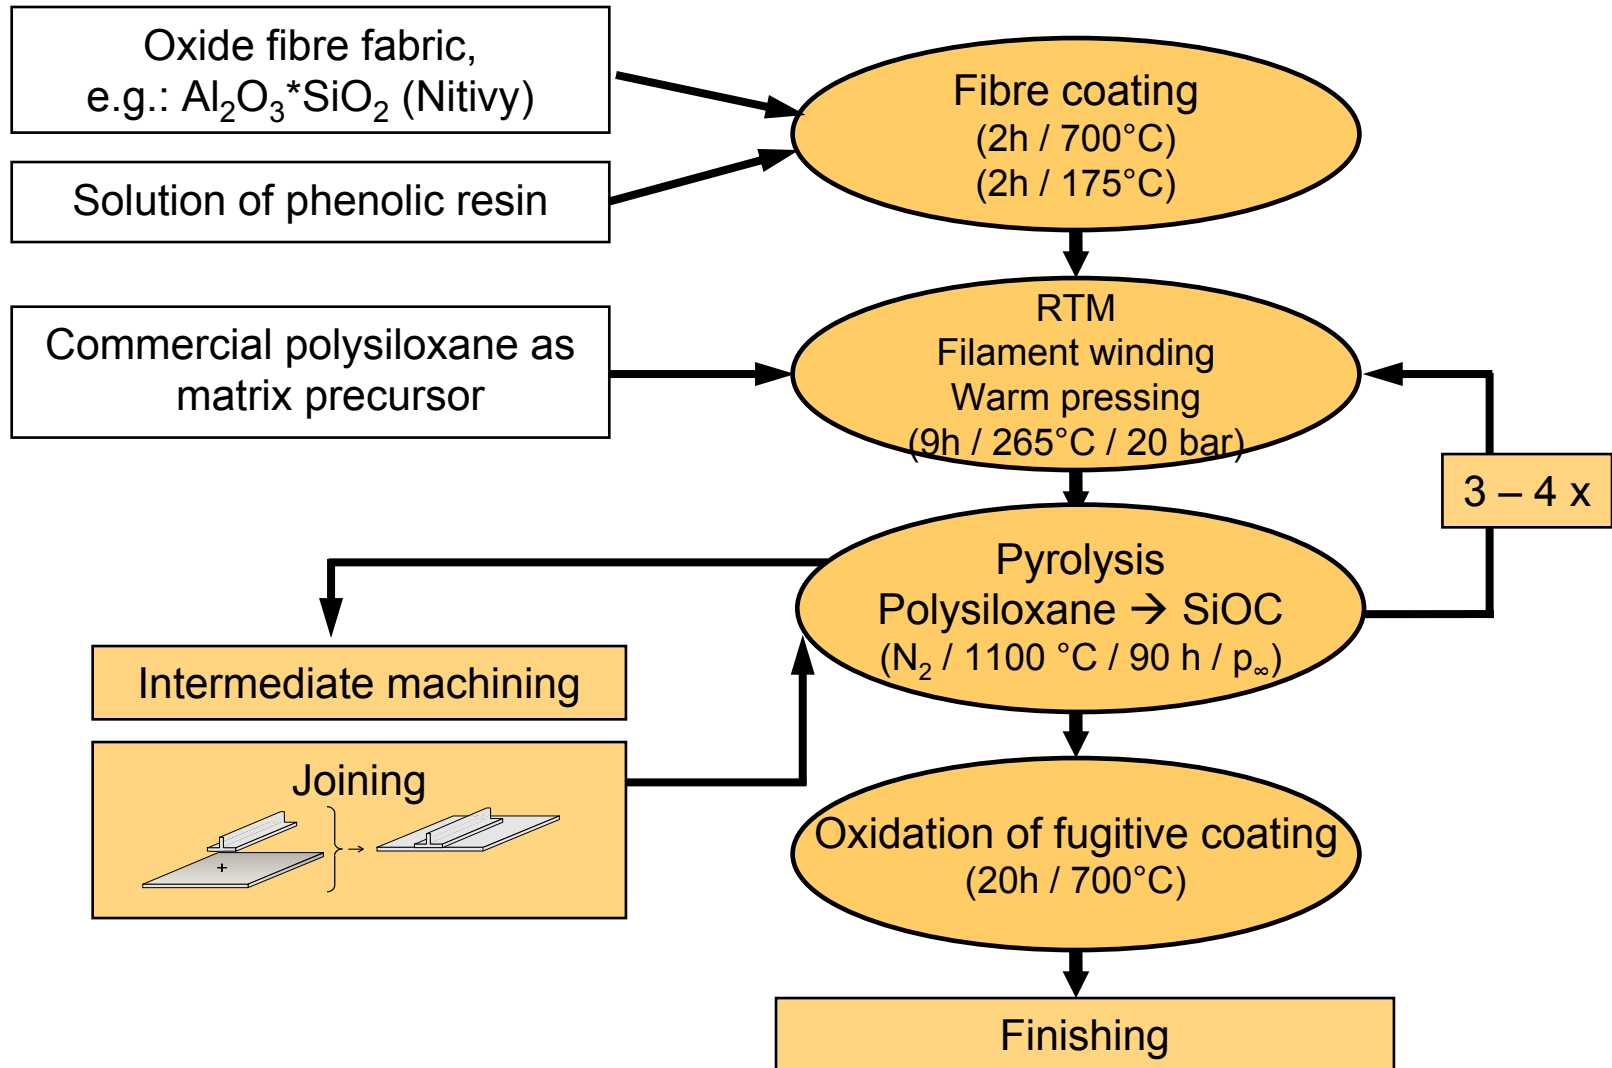 Oxide fibre fabric,
e.g.: Al₂O₃*SiO₂ (Nitivy)
Solution of phenolic resin
Fibre coating
(2h / 700°C)
(2h / 175°C)
Commercial polysiloxane as
matrix precursor
RTM
Filament winding
Warm pressing
(9h / 265°C / 20 bar)
3 – 4 x
Pyrolysis
Polysiloxane → SiOC
(N₂ / 1100 °C / 90 h / p∞)
Intermediate machining
Joining
+
Oxidation of fugitive coating
(20h / 700°C)
Finishing